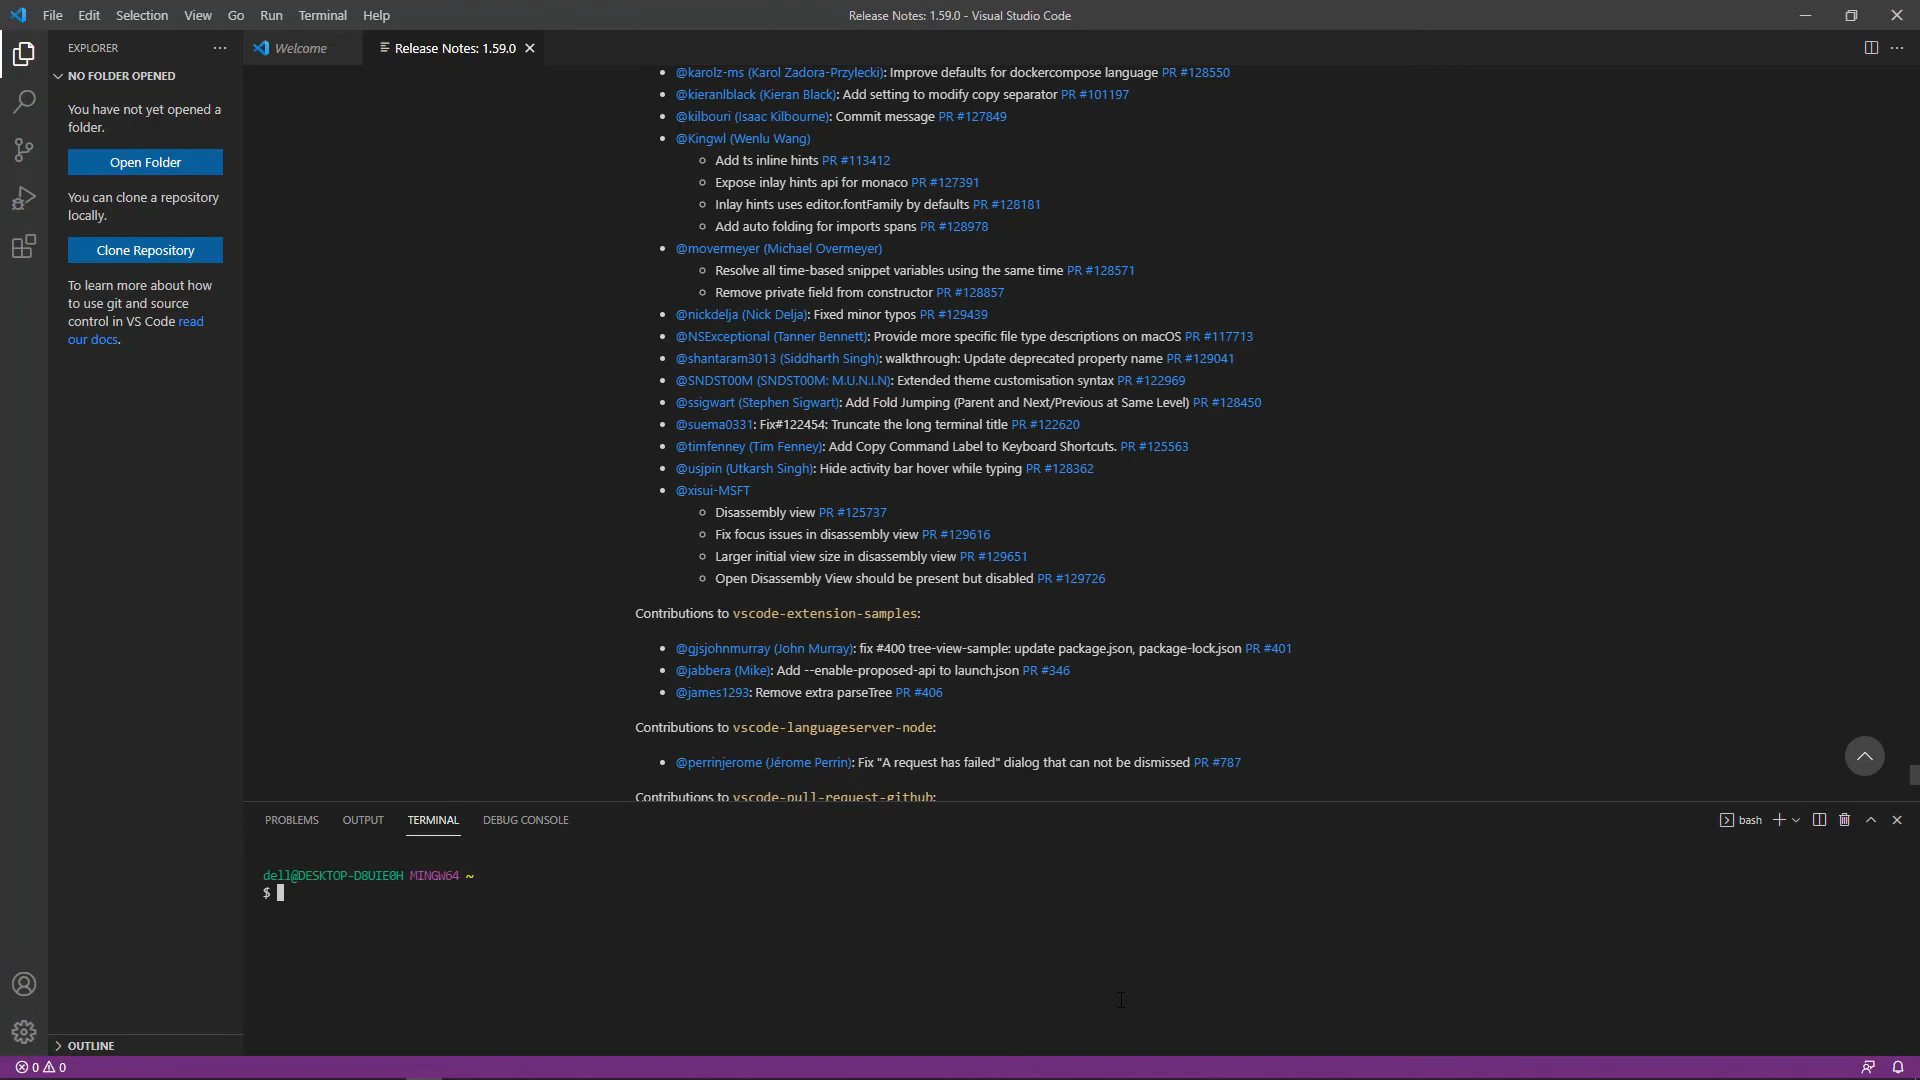 File Edit Selection View Go Run Terminal Help
Release Notes: 1.59.0 - Visual Studio Code
EXPLORER
Welcome
Release Notes: 1.59.0
NO FOLDER OPENED
You have not yet opened a
folder.
Open Folder
You can clone a repository
locally.
Clone Repository
To learn more about how
to use git and source
control in VS Code read
our docs.
@karolz-ms (Karol Zadora-Przylecki): Improve defaults for dockercompose language PR #128550
@kieranlblack (Kieran Black): Add setting to modify copy separator PR #101197
@kilbouri (Isaac Kilbourne): Commit message PR #127849
@Kingwl (Wenlu Wang)
Add ts inline hints PR #113412
Expose inlay hints api for monaco PR #127391
Inlay hints uses editor.fontFamily by defaults PR #128181
Add auto folding for imports spans PR #128978
@movermeyer (Michael Overmeyer)
Resolve all time-based snippet variables using the same time PR #128571
Remove private field from constructor PR #128857
@nickdelja (Nick Delja): Fixed minor typos PR #129439
@NSExceptional (Tanner Bennett): Provide more specific file type descriptions on macOS PR #117713
@shantaram3013 (Siddharth Singh): walkthrough: Update deprecated property name PR #129041
@SNDST00M (SNDST00M: M.U.N.I.N): Extended theme customisation syntax PR #122969
@ssigwart (Stephen Sigwart): Add Fold Jumping (Parent and Next/Previous at Same Level) PR #128450
@suema0331: Fix#122454: Truncate the long terminal title PR #122620
@timfenney (Tim Fenney): Add Copy Command Label to Keyboard Shortcuts. PR #125563
@usjpin (Utkarsh Singh): Hide activity bar hover while typing PR #128362
@xisui-MSFT
Disassembly view PR #125737
Fix focus issues in disassembly view PR #129616
Larger initial view size in disassembly view PR #129651
Open Disassembly View should be present but disabled PR #129726
Contributions to vscode-extension-samples:
@gjsjohnmurray (John Murray): fix #400 tree-view-sample: update package.json, package-lock.json PR #401
@jabbera (Mike): Add --enable-proposed-api to launch.json PR #346
@james1293: Remove extra parseTree PR #406
Contributions to vscode-languageserver-node:
@perrinjerome (Jérome Perrin): Fix "A request has failed" dialog that can not be dismissed PR #787
Contributions to vscode-pull-request-github:
PROBLEMS OUTPUT TERMINAL DEBUG CONSOLE
bash
dell@DESKTOP-D8UIE0H MINGW64 ~
$
OUTLINE
0 0